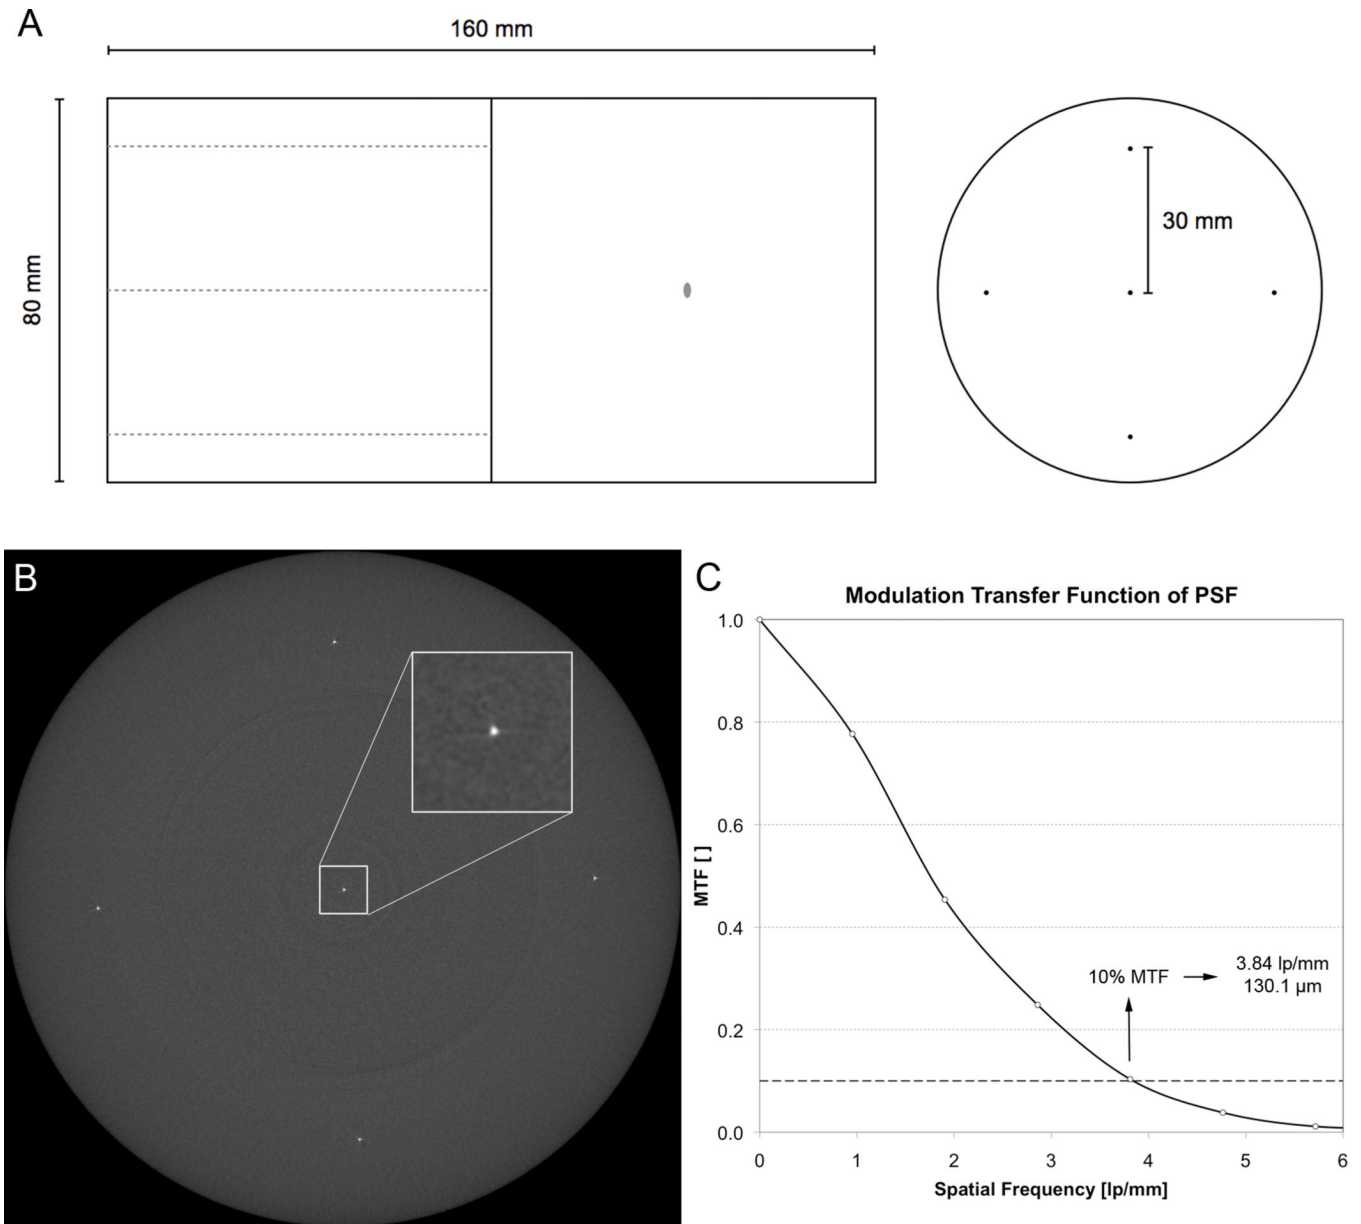 A
160 mm
80 mm
30 mm
B
C
Modulation Transfer Function of PSF
1.0
0.8
0.6
0.4
0.2
0.0
MTF [ ]
10% MTF
3.84 lp/mm
130.1 µm
0 1 2 3 4 5 6
Spatial Frequency [lp/mm]